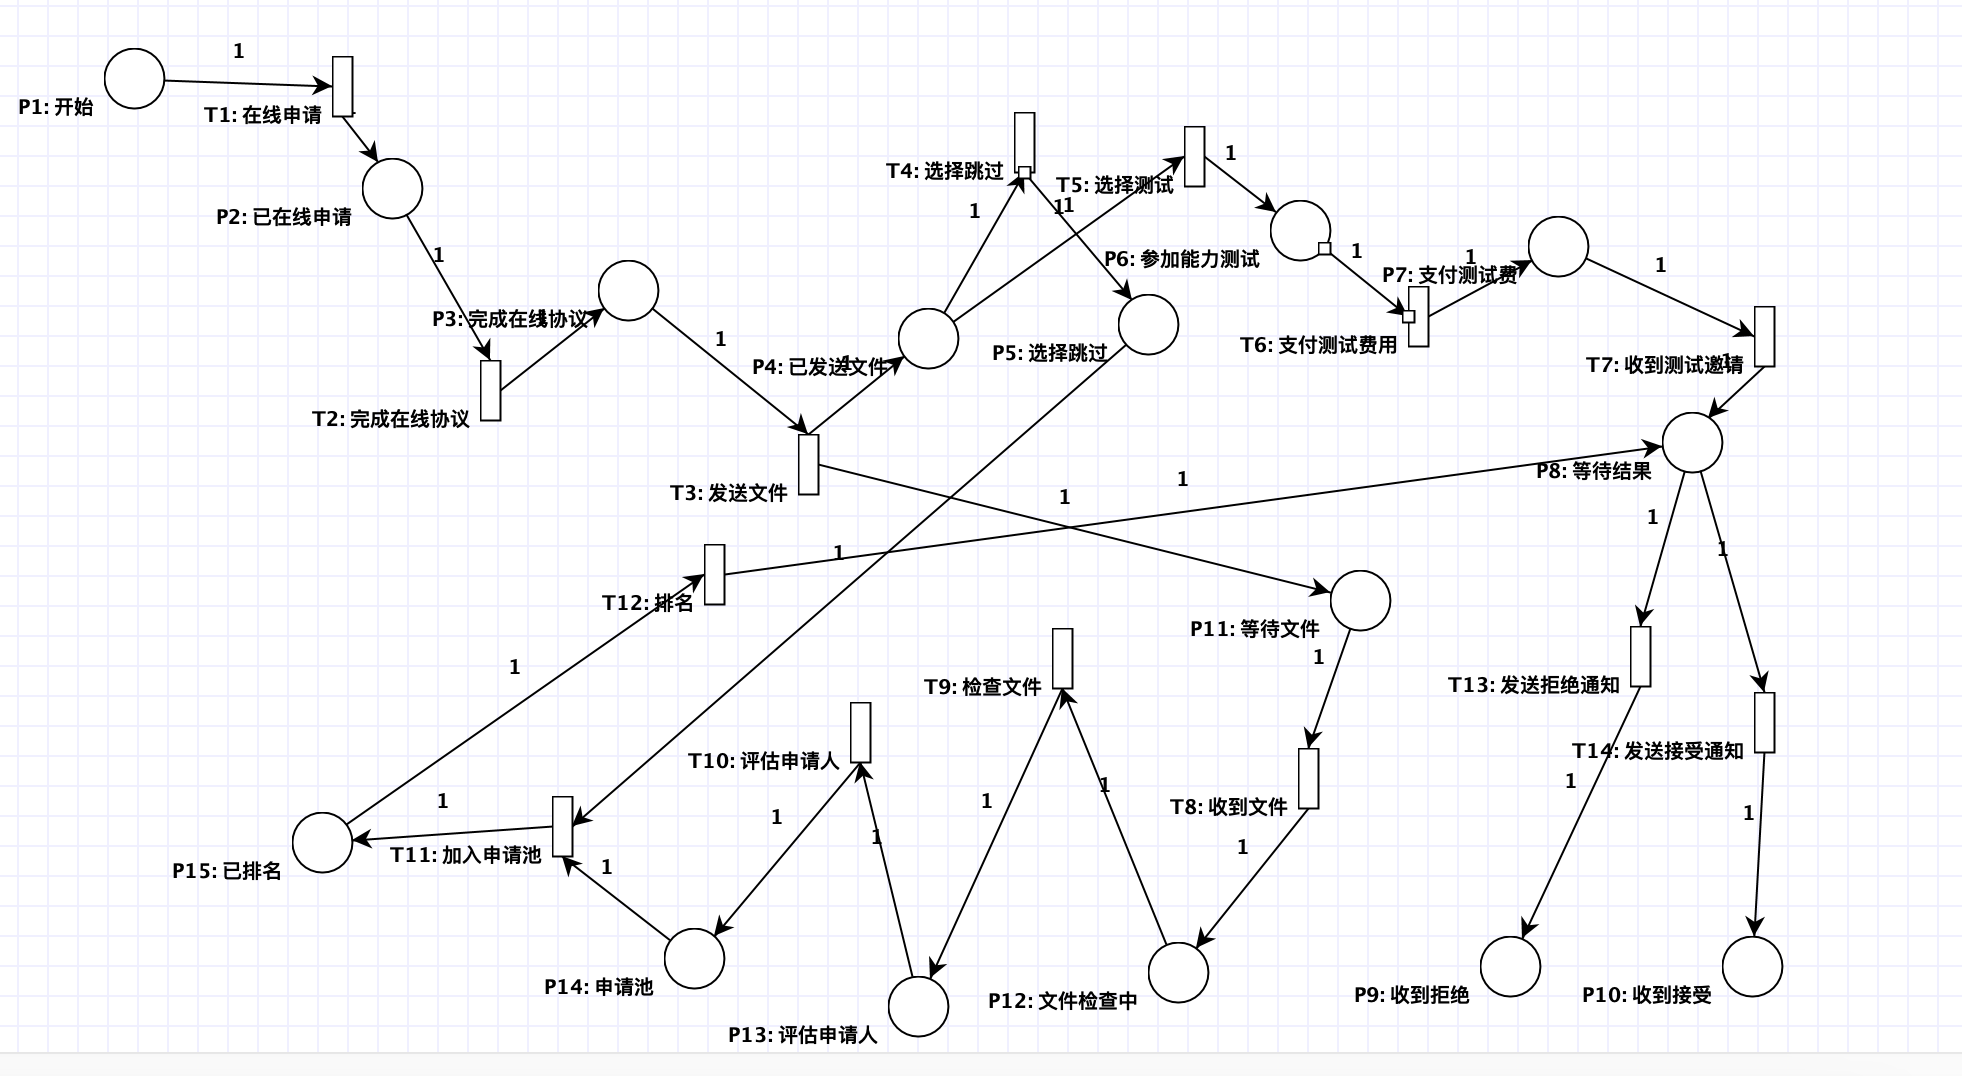 1
P1: 开始
T1: 在线申请
P2: 已在线申请
1
T4: 选择跳过
T5: 选择测试
1
1
1
1
P6: 参加能力测试
1
P7: 支付测试费
1
1
P3: 完成在线协议
1
P4: 已发送文件
1
P5: 选择跳过
T6: 支付测试费用
T7: 收到测试邀请
1
T2: 完成在线协议
T3: 发送文件
1
1
P8: 等待结果
1
1
1
T12: 排名
P11: 等待文件
1
1
T9: 检查文件
T13: 发送拒绝通知
T10: 评估申请人
T14: 发送接受通知
1
1
1
1
1
T8: 收到文件
1
1
1
T11: 加入申请池
1
P15: 已排名
P14: 申请池
P12: 文件检查中
P9: 收到拒绝
P10: 收到接受
P13: 评估申请人